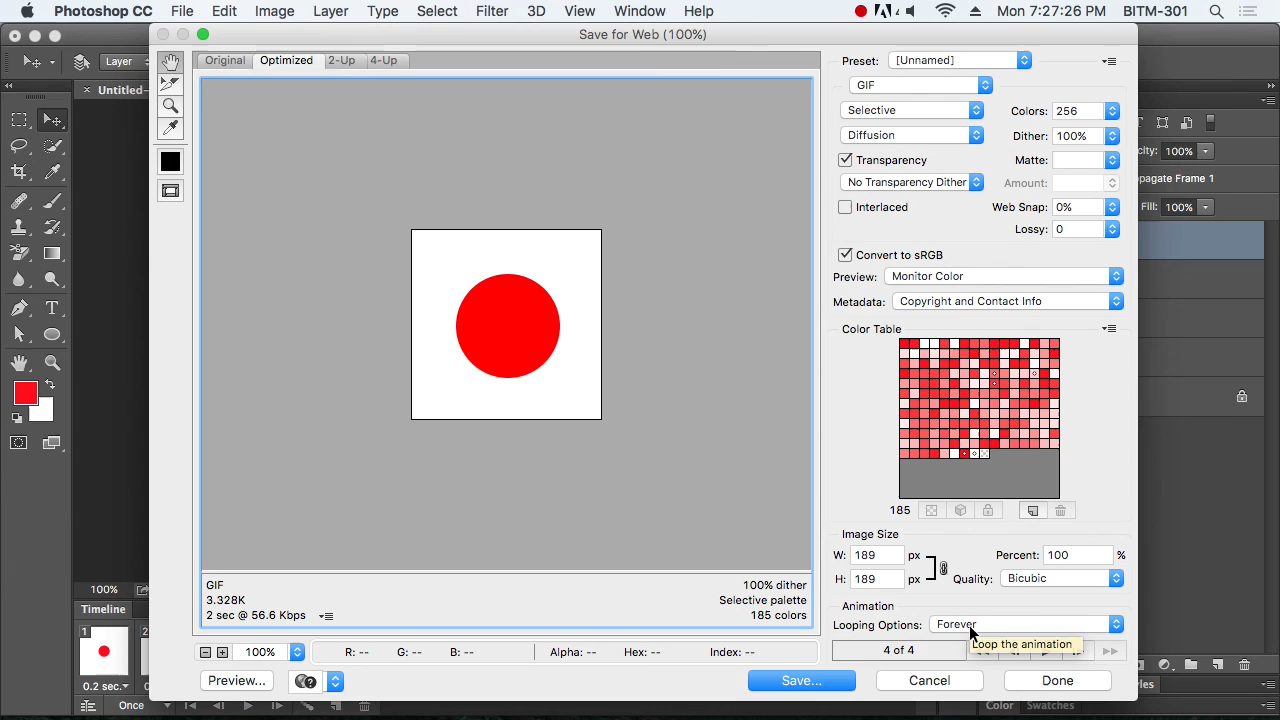 Photoshop CC File Edit Image Layer Type Select Filter 3D View Window Help Mon 7:27:26 PM BITM-301
Save for Web (100%)
Layer
Untitled-
Original Optimized 2-Up 4-Up
Preset: [Unnamed]
GIF
Selective Colors: 256
Diffusion Dither: 100%
Transparency Matte:
No Transparency Dither Amount:
Interlaced Web Snap: 0%
Lossy: 0
Convert to sRGB
Preview: Monitor Color
Metadata: Copyright and Contact Info
Color Table
185
Image Size
W: 189 px Percent: 100 %
H: 189 px Quality: Bicubic
Animation
Looping Options: Forever
Loop the animation
4 of 4
GIF 100% dither
3.328K Selective palette
2 sec @ 56.6 Kbps 185 colors
100% R: -- G: -- B: -- Alpha: -- Hex: -- Index: --
Preview... Save... Cancel Done
acity: 100%
opagate Frame 1
Fill: 100%
100%
Timeline
1
0.2 sec.
Once
yles
Color Swatches